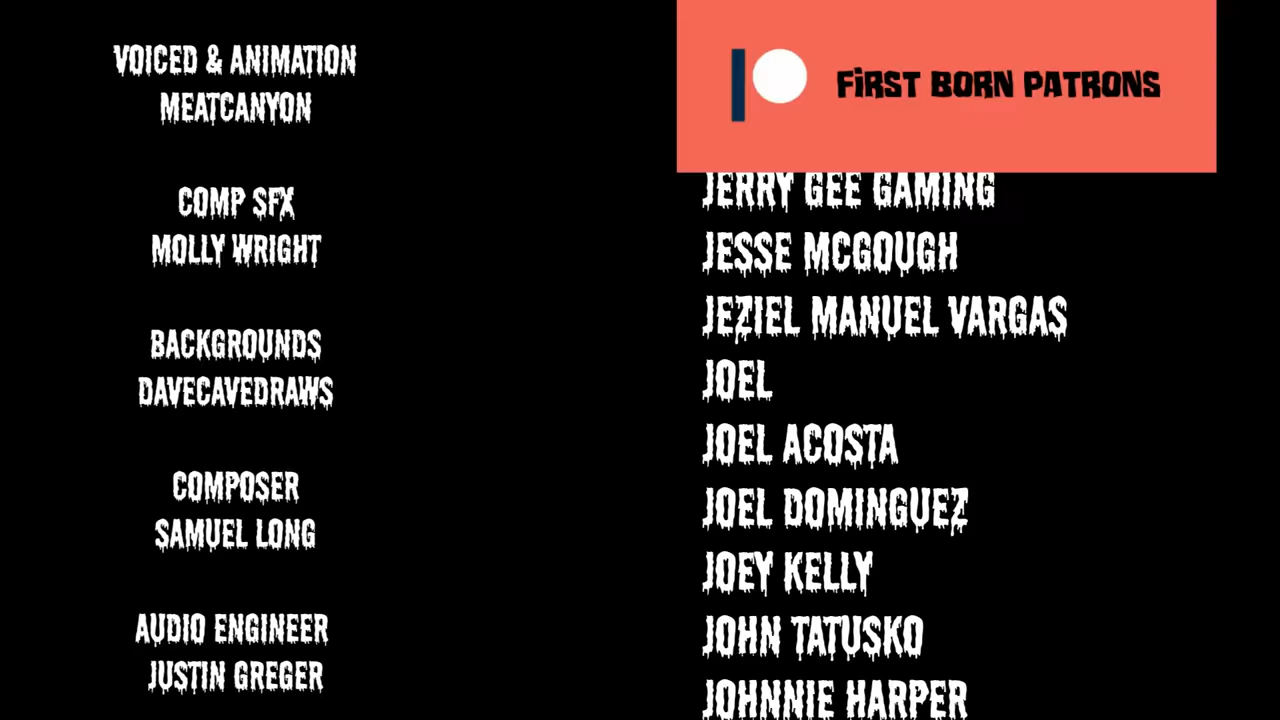 VOICED & ANIMATION
MEATCANYON
COMP SFX
MOLLY WRIGHT
BACKGROUNDS
DAVECAVEDRAWS
COMPOSER
SAMUEL LONG
AUDIO ENGINEER
JUSTIN GREGER
FIRST BORN PATRONS
JERRY GEE GAMING
JESSE MCGOUGH
JEZIEL MANUEL VARGAS
JOEL
JOEL ACOSTA
JOEL DOMINGUEZ
JOEY KELLY
JOHN TATUSKO
JOHNNIE HARPER